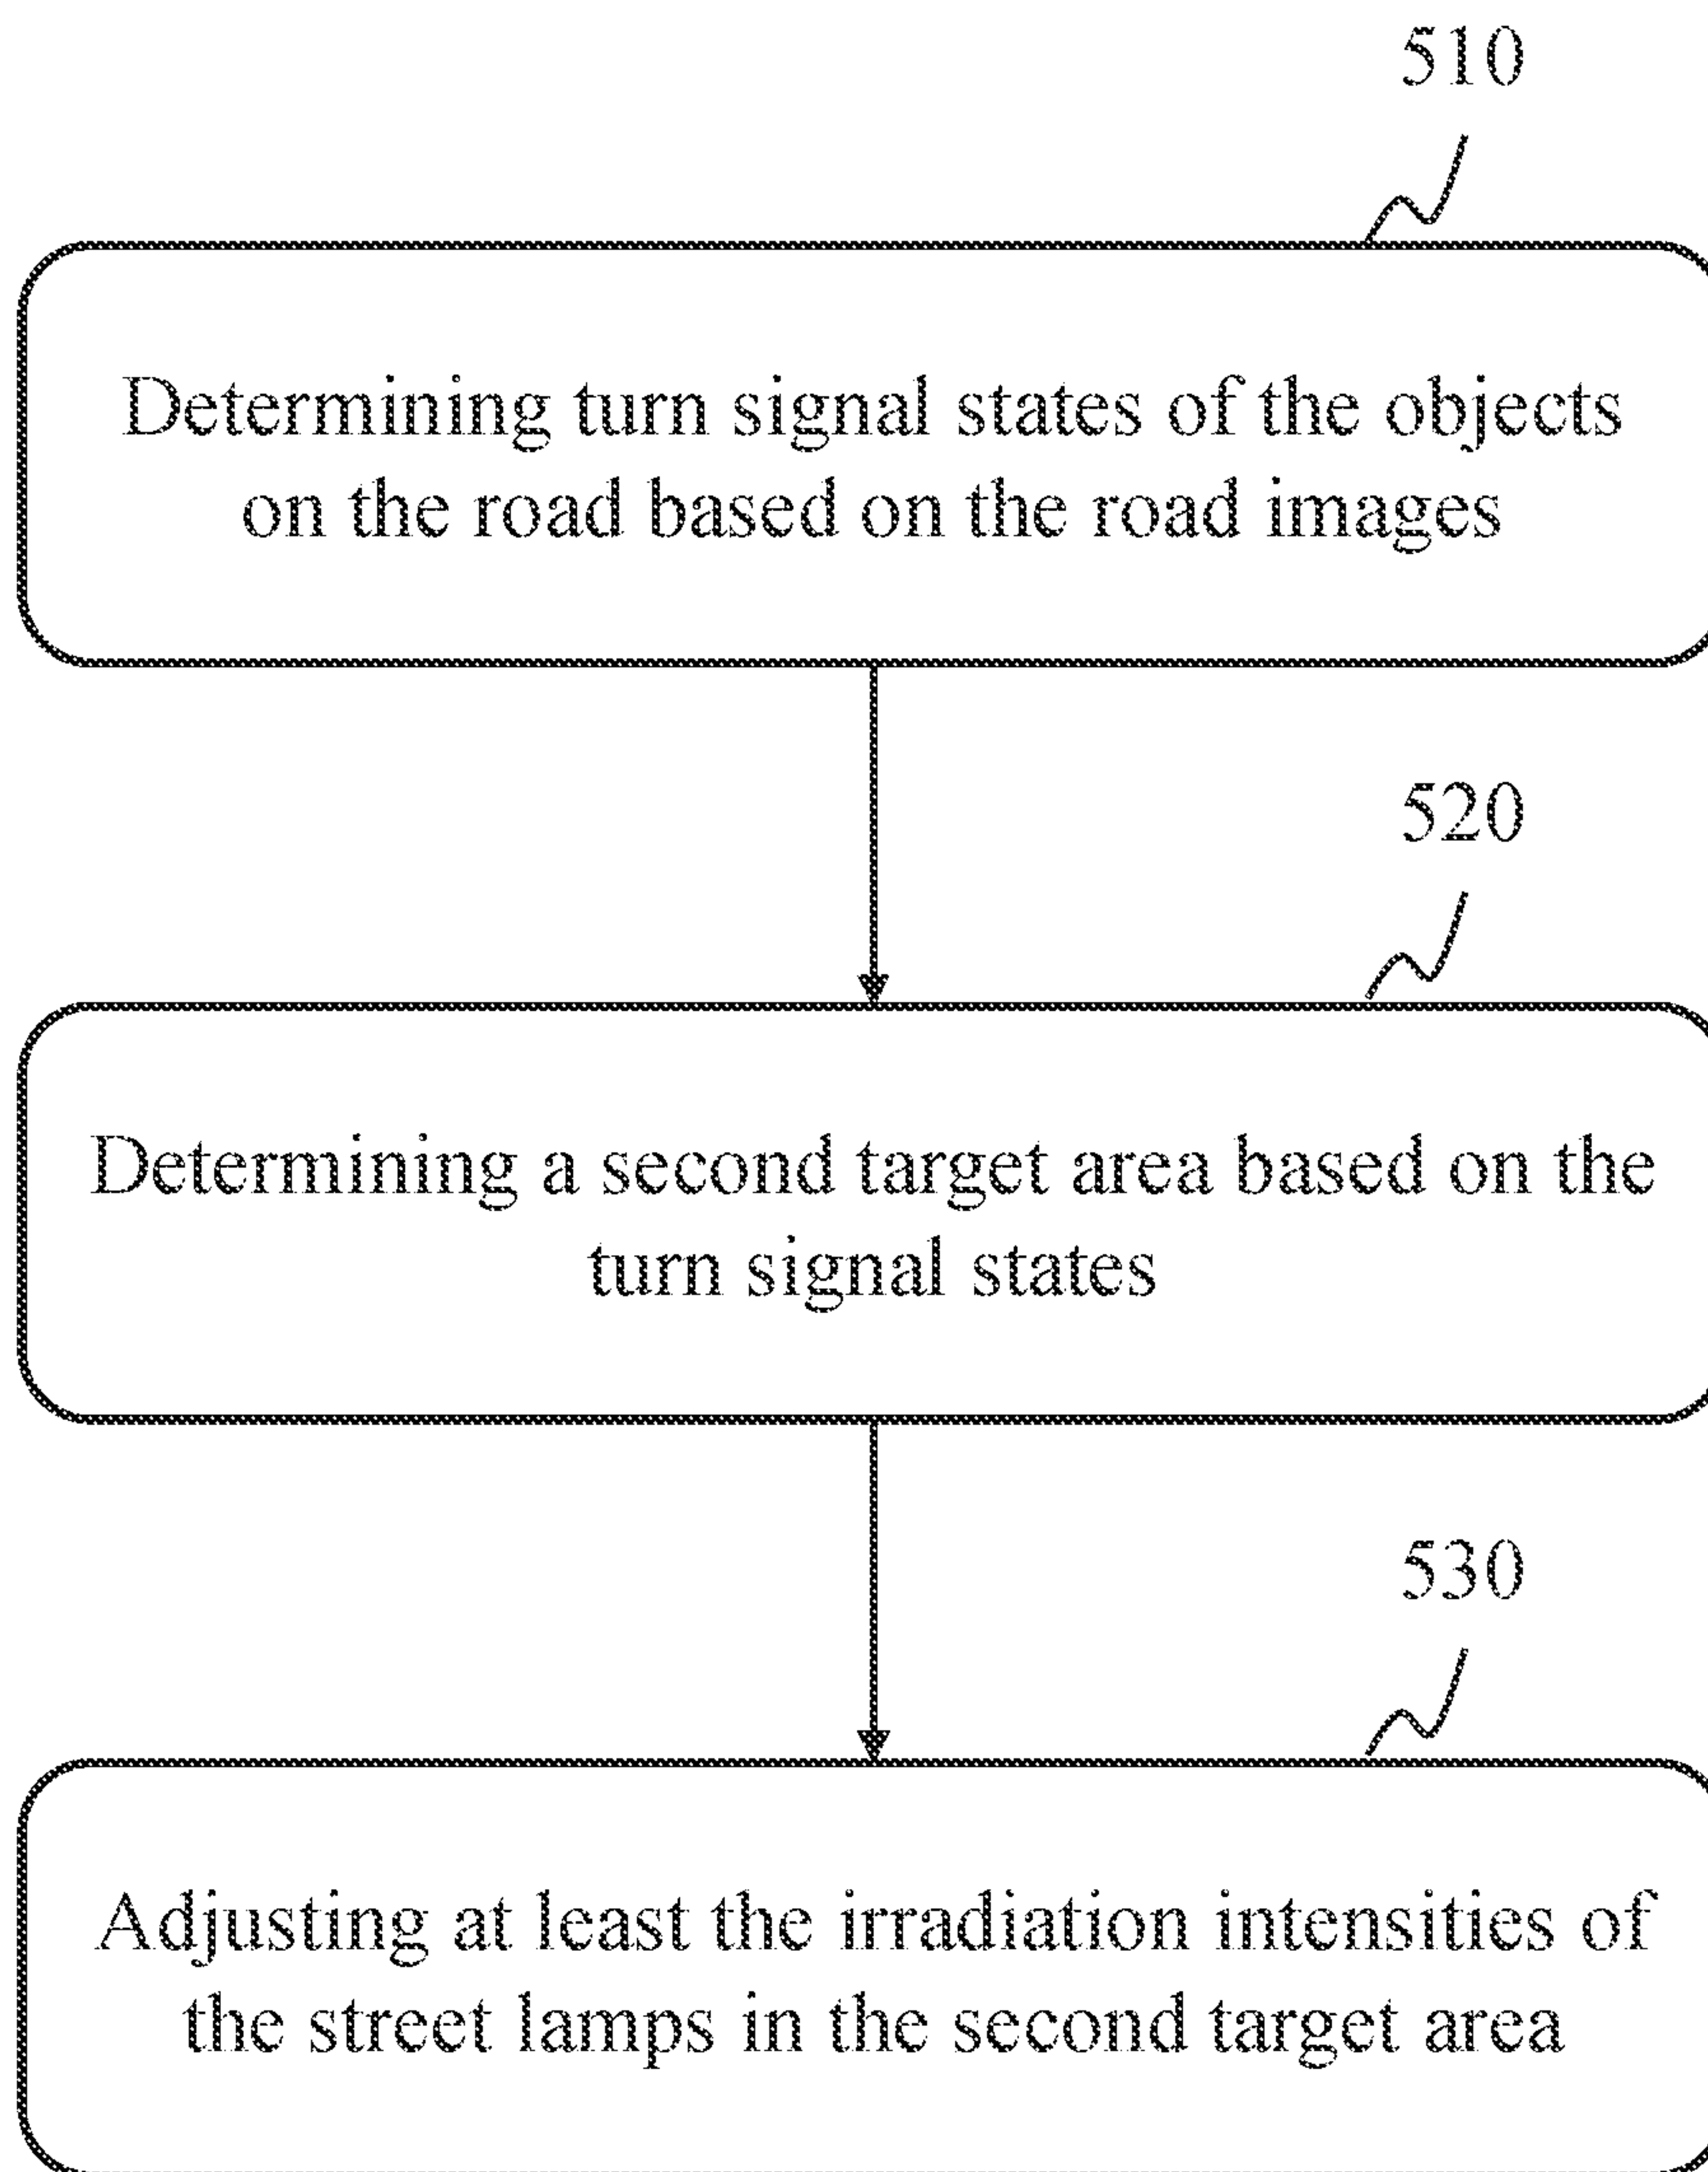 510
Determining turn signal states of the objects
on the road based on the road images
520
Determining a second target area based on the
turn signal states
530
Adjusting at least the irradiation intensities of
the street lamps in the second target area